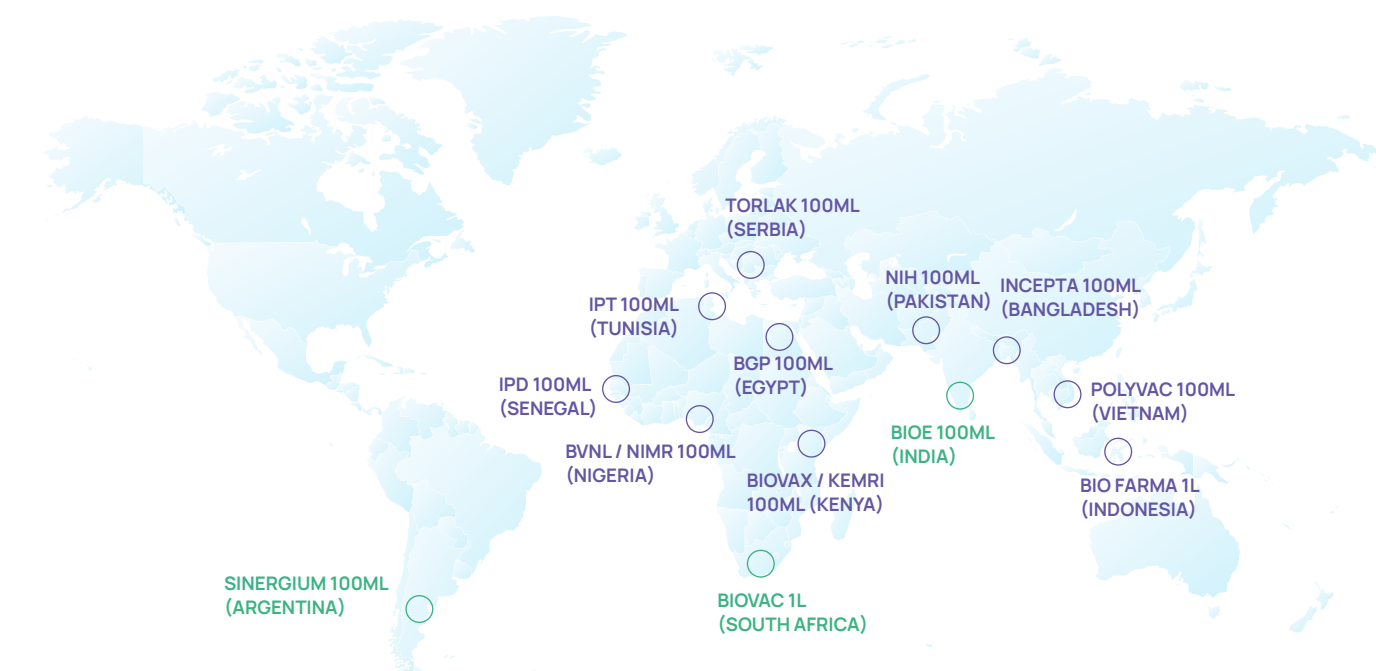 TORLAK 100ML
(SERBIA)
NIH 100ML
(PAKISTAN)
INCEPTA 100ML
(BANGLADESH)
IPT 100ML
(TUNISIA)
BGP 100ML
(EGYPT)
IPD 100ML
(SENEGAL)
POLYVAC 100ML
(VIETNAM)
BVNL / NIMR 100ML
(NIGERIA)
BIOE 100ML
(INDIA)
BIOVAX / KEMRI
100ML (KENYA)
BIO FARMA 1L
(INDONESIA)
SINERGIUM 100ML
(ARGENTINA)
BIOVAC 1L
(SOUTH AFRICA)